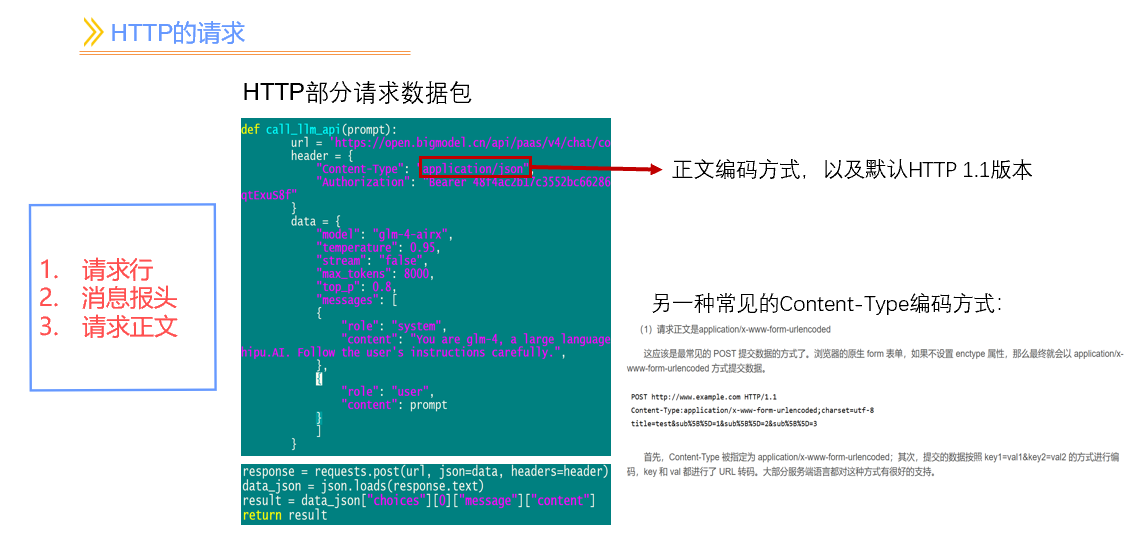 HTTP的请求
HTTP部分请求数据包
def call_llm_api(prompt):
url = "https://open.bigmodel.cn/api/paas/v4/chat/co
header = {
"Content-Type": "application/json",
"Authorization": "Bearer
}
data = {
"model": "glm-4-airx",
"temperature": 0.95,
"stream": "false",
"max_tokens": 8000,
"top_p": 0.8,
"messages": [
{
"role": "system",
"content": "You are glm-4, a large language
hipu.AI. Follow the user's instructions carefully.",
},
{
"role": "user",
"content": prompt
}
]
}
response = requests.post(url, json=data, headers=header)
data_json = json.loads(response.text)
result = data_json["choices"][0]["message"]["content"]
return result
1. 请求行
2. 消息报头
3. 请求正文
正文编码方式，以及默认HTTP 1.1版本
另一种常见的Content-Type编码方式：
（1）请求正文是application/x-www-form-urlencoded
这应该是最常见的 POST 提交数据的方式了。浏览器的原生 form 表单，如果不设置 enctype 属性，那么最终就会以 application/x-
www-form-urlencoded 方式提交数据。
POST http://www.example.com HTTP/1.1
Content-Type:application/x-www-form-urlencoded;charset=utf-8
title=test&sub%5B%5D=1&sub%5B%5D=2&sub%5B%5D=3
首先，Content-Type 被指定为 application/x-www-form-urlencoded；其次，提交的数据按照 key1=val1&key2=val2 的方式进行编
码，key 和 val 都进行了 URL 转码。大部分服务端语言都对这种方式有很好的支持。